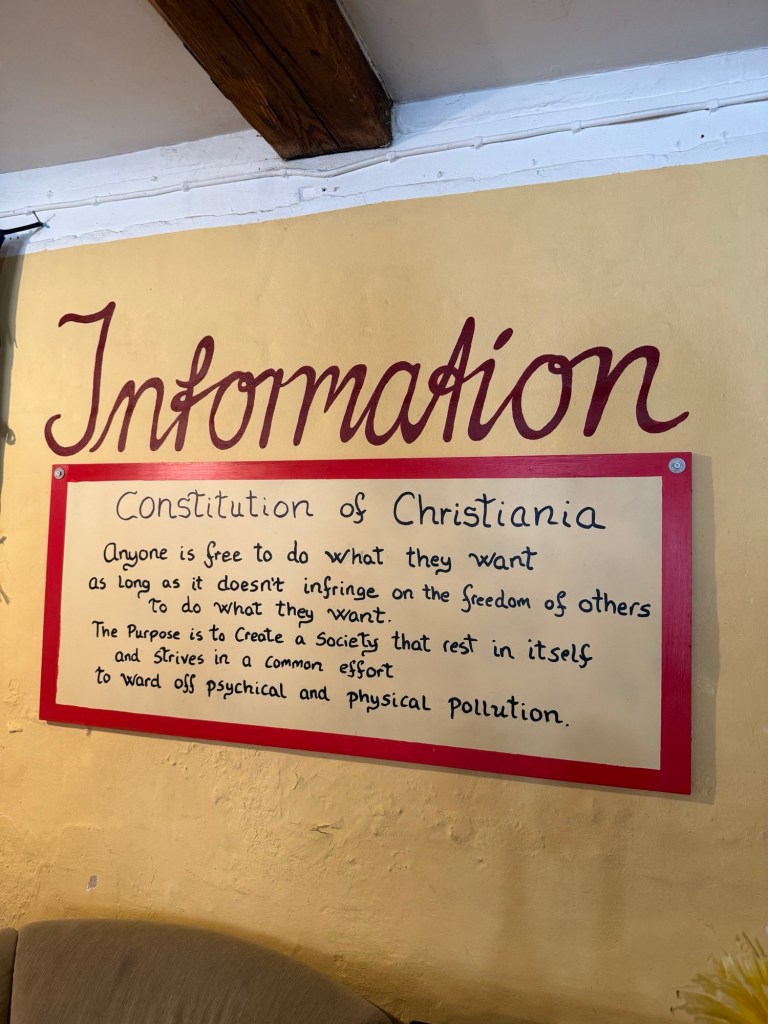 Information
Constitution of Christiania
Anyone is free to do what they want
as long as it doesn't infringe on the freedom of others
to do what they want.
The Purpose is to Create a Society that rest in itself
and strives in a common effort
to ward off psychical and physical pollution.